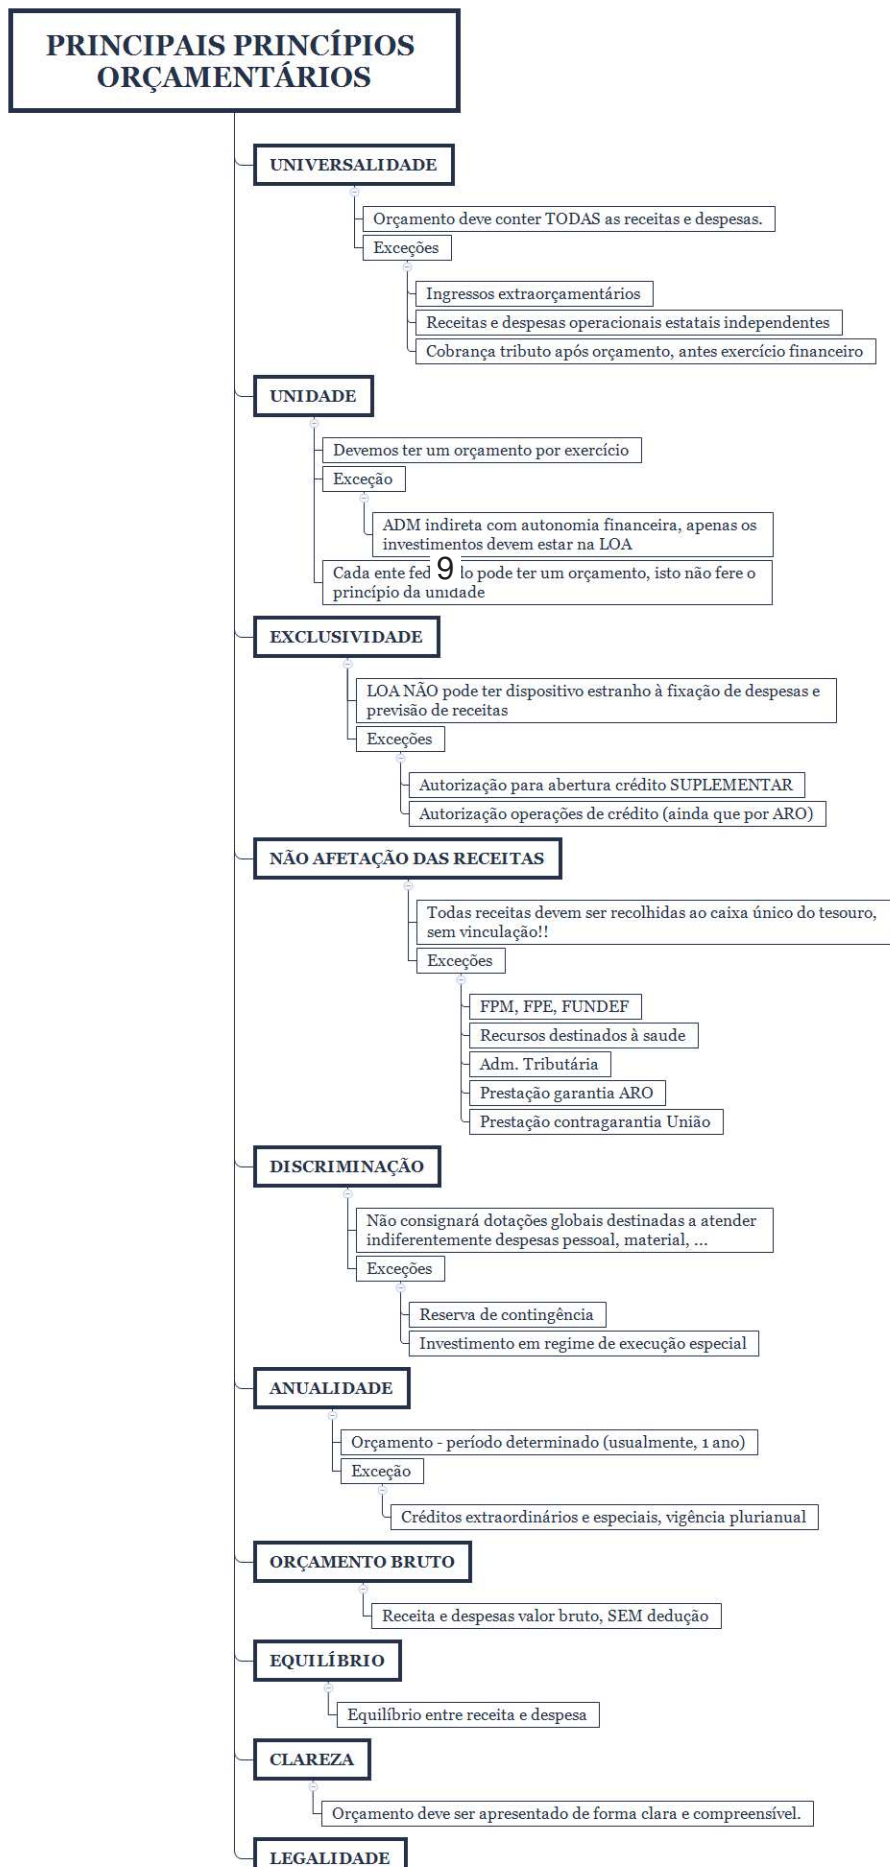 PRINCIPAIS PRINCÍPIOS
ORÇAMENTÁRIOS
UNIVERSALIDADE
Orçamento deve conter TODAS as receitas e despesas.
Exceções
Ingressos extraorçamentários
Receitas e despesas operacionais estatais independentes
Cobrança tributo após orçamento, antes exercício financeiro
UNIDADE
Devemos ter um orçamento por exercício
Exceção
ADM indireta com autonomia financeira, apenas os
investimentos devem estar na LOA
Cada ente 9 pode ter um orçamento, isto não fere o
princípio da unidade
EXCLUSIVIDADE
LOA NÃO pode ter dispositivo estranho à fixação de despesas e
previsão de receitas
Exceções
Autorização para abertura crédito SUPLEMENTAR
Autorização operações de crédito (ainda que por ARO)
NÃO AFETAÇÃO DAS RECEITAS
Todas receitas devem ser recolhidas ao caixa único do tesouro,
sem vinculação!!
Exceções
FPM, FPE, FUNDEF
Recursos destinados à saude
Adm. Tributária
Prestação garantia ARO
Prestação contragarantia União
DISCRIMINAÇÃO
Não consignará dotações globais destinadas a atender
indiferentemente despesas pessoal, material, ...
Exceções
Reserva de contingência
Investimento em regime de execução especial
ANUALIDADE
Orçamento - período determinado (usualmente, 1 ano)
Exceção
Créditos extraordinários e especiais, vigência plurianual
ORÇAMENTO BRUTO
Receita e despesas valor bruto, SEM dedução
EQUILÍBRIO
Equilíbrio entre receita e despesa
CLAREZA
Orçamento deve ser apresentado de forma clara e compreensível.
LEGALIDADE